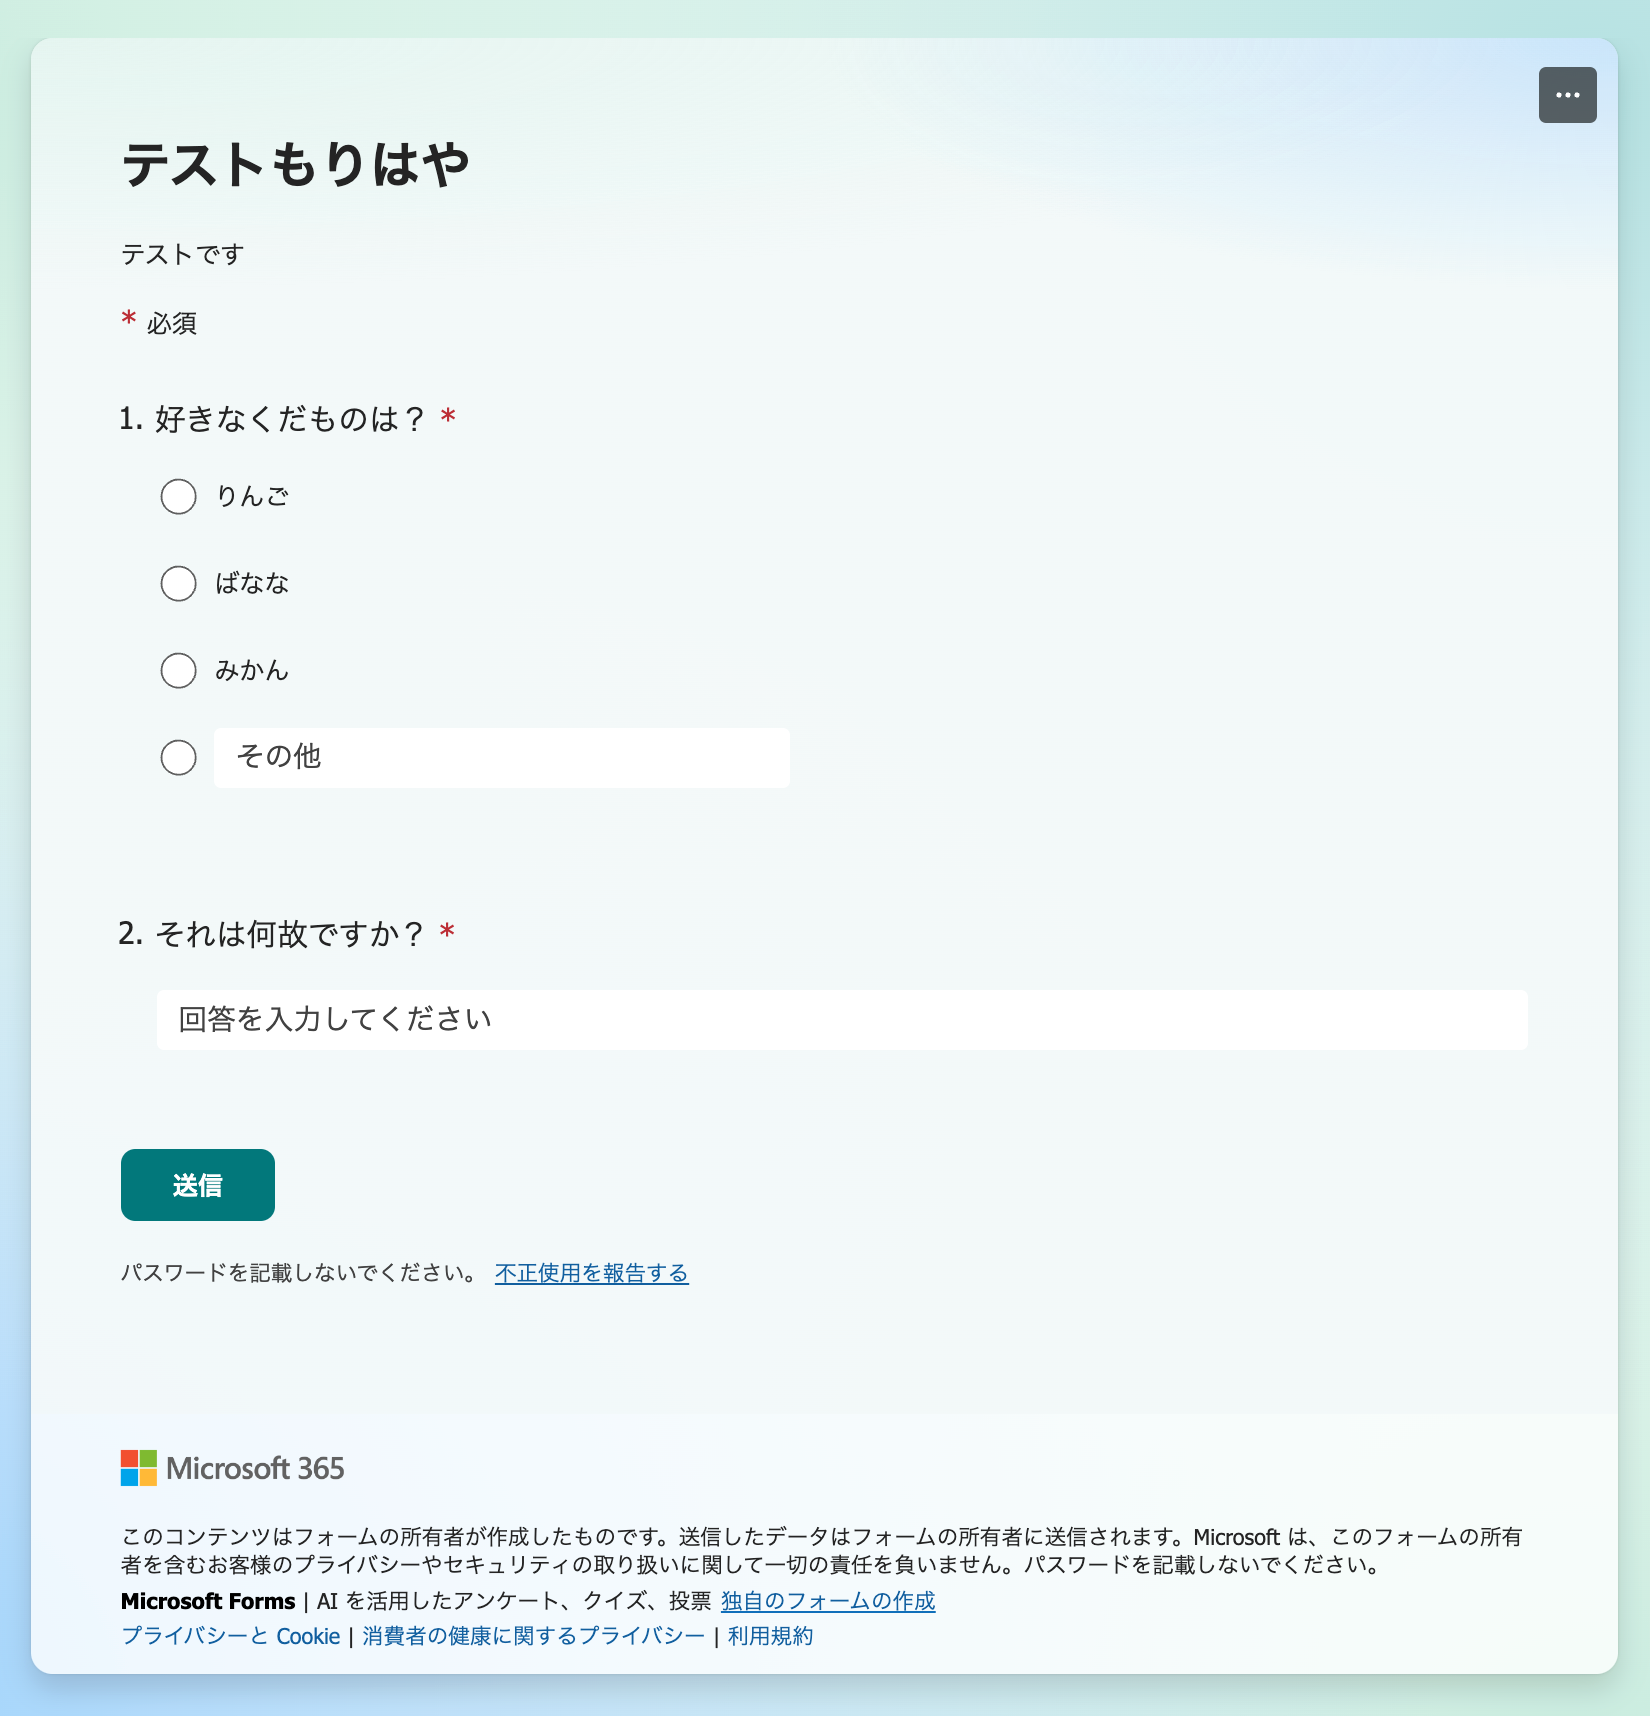 テストもりはや
テストです
* 必須
1. 好きなくだものは？ *
りんご
ばなな
みかん
その他
2. それは何故ですか？ *
回答を入力してください
送信
パスワードを記載しないでください。 不正使用を報告する
Microsoft 365
このコンテンツはフォームの所有者が作成したものです。送信したデータはフォームの所有者に送信されます。Microsoft は、このフォームの所有
者を含むお客様のプライバシーやセキュリティの取り扱いに関して一切の責任を負いません。パスワードを記載しないでください。
Microsoft Forms | AI を活用したアンケート、クイズ、投票 独自のフォームの作成
プライバシーと Cookie | 消費者の健康に関するプライバシー | 利用規約